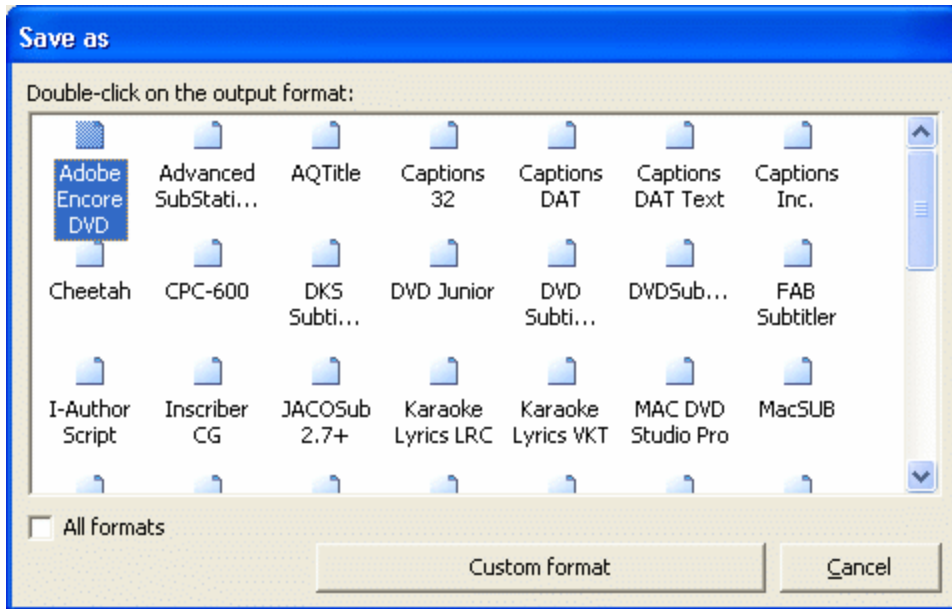 Save as
Double-click on the output format:
Adobe Encore DVD
Advanced SubStati...
AQTitle
Captions 32
Captions DAT
Captions DAT Text
Captions Inc.
Cheetah
CPC-600
DKS Subti...
DVD Junior
DVD Subti...
DVDSub...
FAB Subtitler
I-Author Script
Inscriber CG
JACOSub 2.7+
Karaoke Lyrics LRC
Karaoke Lyrics VKT
MAC DVD Studio Pro
MacSUB
All formats
Custom format
Cancel